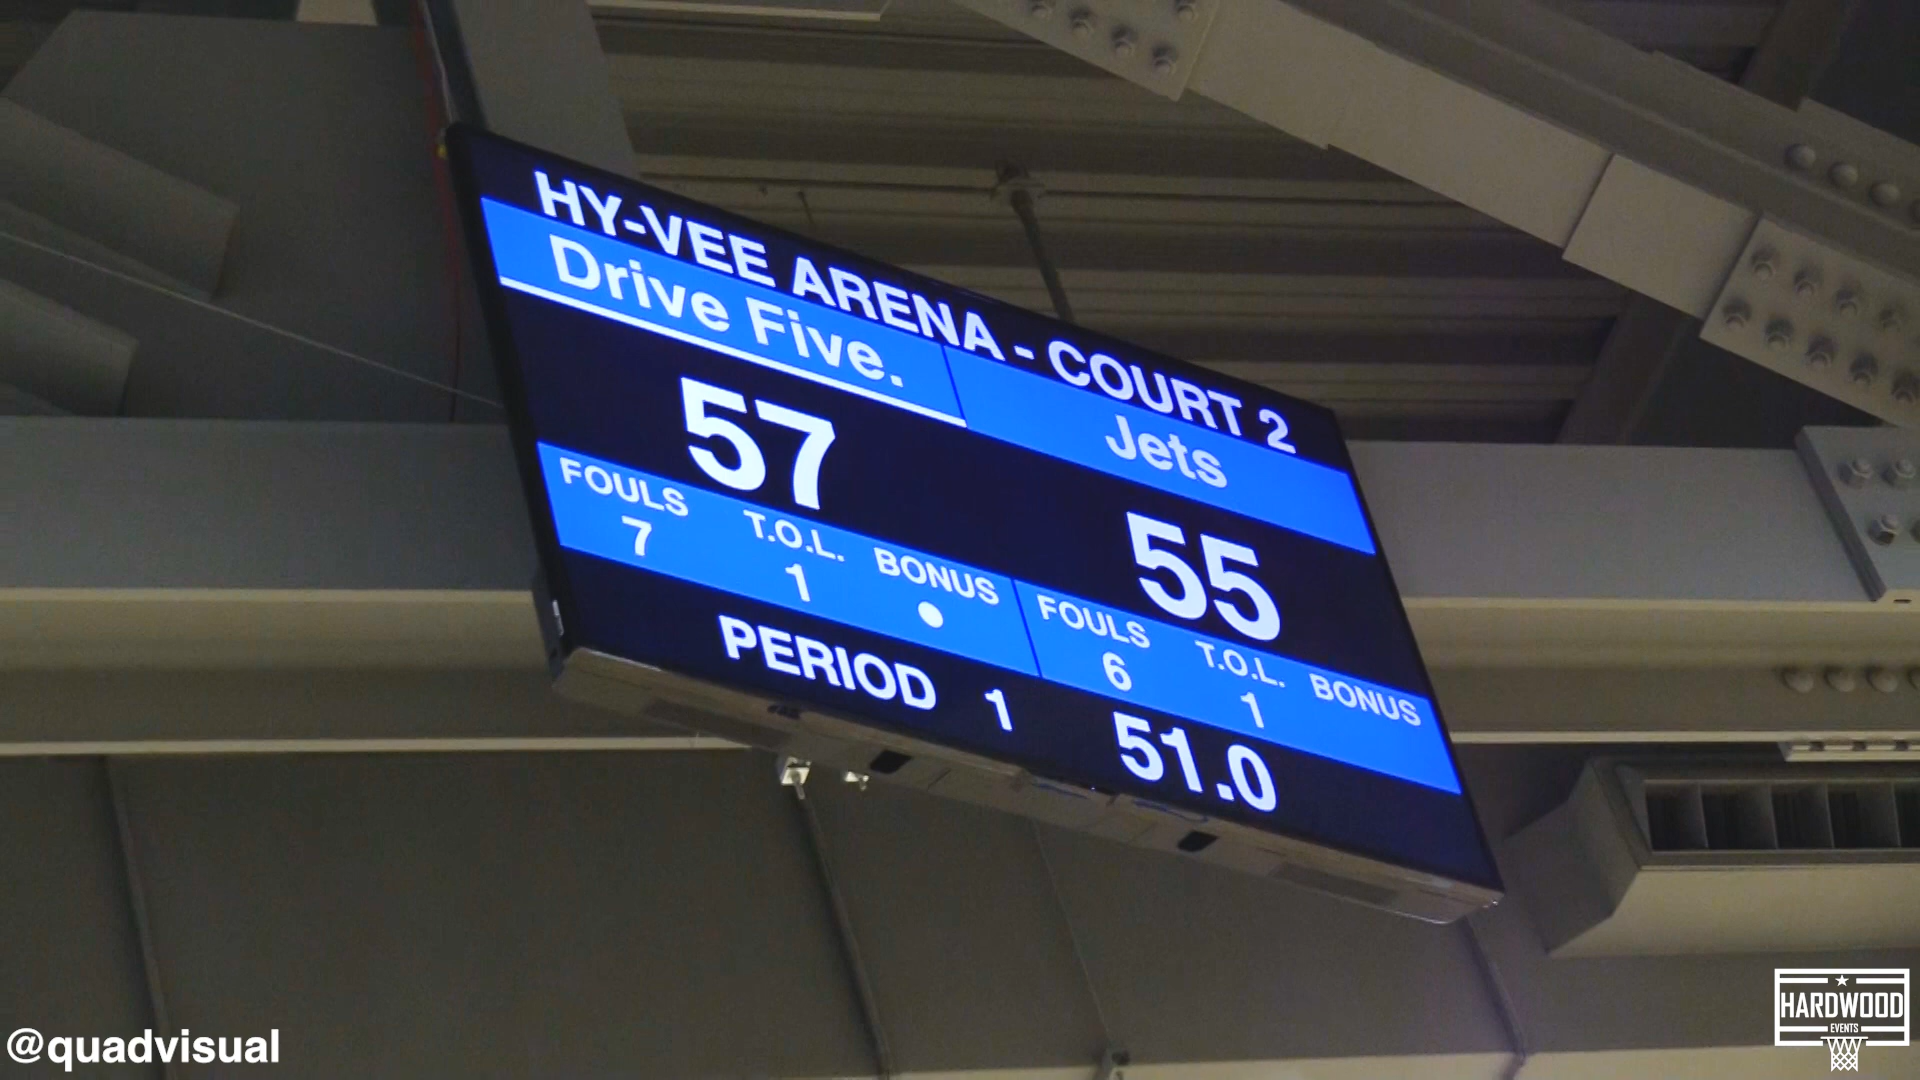 HY-VEE ARENA - COURT 2
Drive Five.
Jets
57
55
FOULS T.O.L. BONUS
7 1
FOULS T.O.L. BONUS
6 1
PERIOD 1 51.0
@quadvisual
HARDWOOD
EVENTS